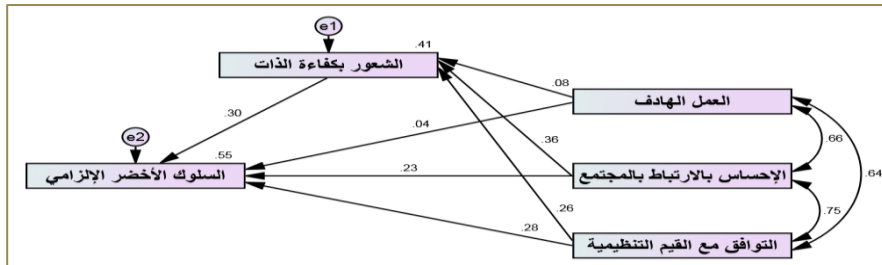 e1
.41
الشعور بكفاءة الذات
.08
العمل الهادف
.30
.04
.66
e2
.36
.55
.64
السلوك الأخضر الإلزامي
.23
الإحساس بالارتباط بالمجتمع
.26
.75
.28
التوافق مع القيم التنظيمية